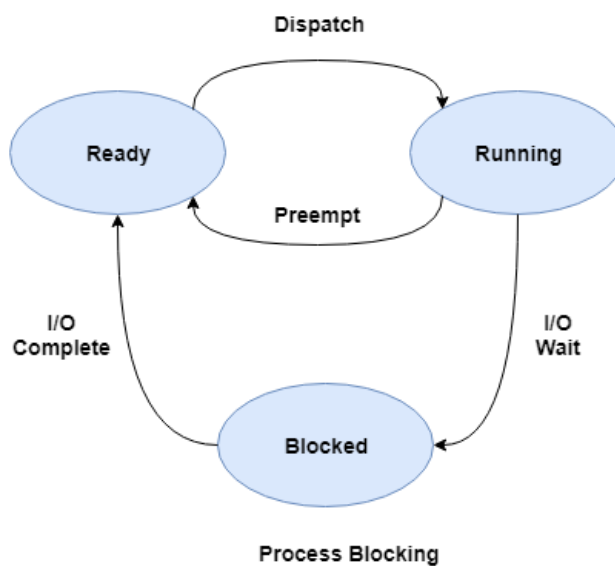 Dispatch
Ready
Running
Preempt
I/O
Complete
I/O
Wait
Blocked
Process Blocking